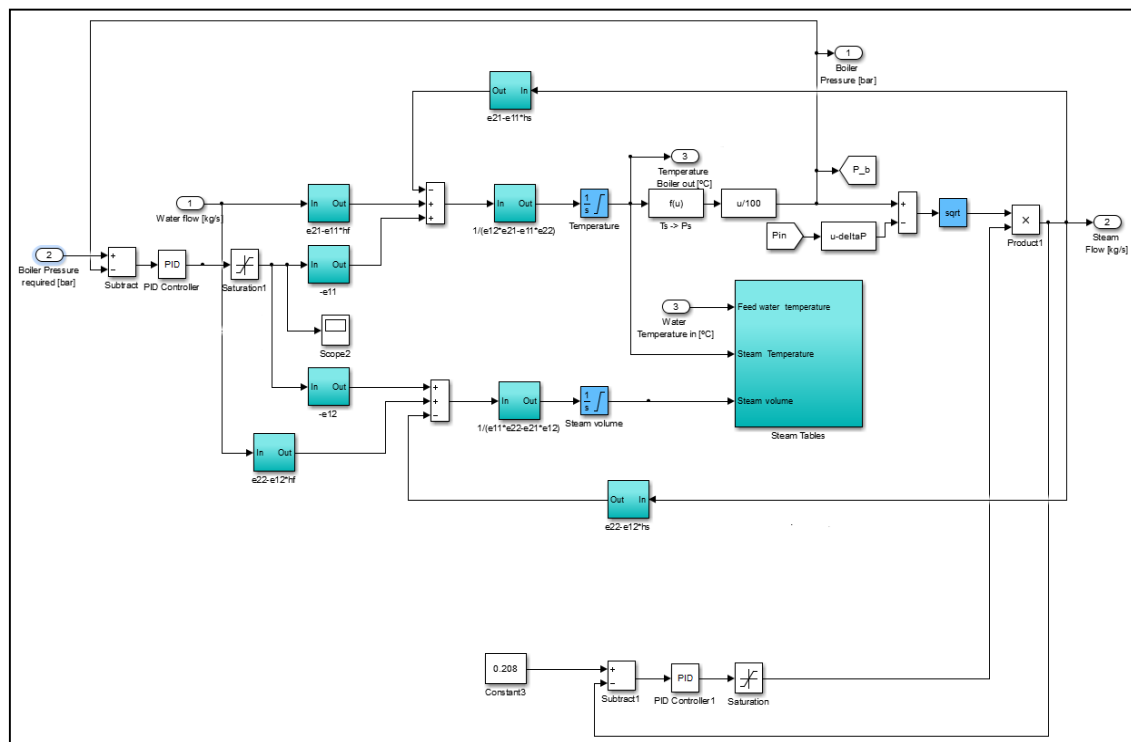 1
Boiler
Pressure [bar]
Out In
e21-e11*hs
3
Temperature
Boiler out [ºC]
P_b
1
Water flow [kg/s]
In Out
e21-e11*hf
−
+
+
In Out
1/(e12*e21-e11*e22)
1
s
Temperature
f(u)
Ts -> Ps
u/100
+
−
sqrt
×
Product1
2
Steam
Flow [kg/s]
Pin
u-deltaP
2
Boiler Pressure
required [bar]
+
−
Subtract
PID
PID Controller
Saturation1
In Out
-e11
Scope2
3
Water
Temperature in [ºC]
Feed water temperature
Steam Temperature
Steam volume
Steam Tables
In Out
-e12
+
+
−
In Out
1/(e11*e22-e21*e12)
1
s
Steam volume
In Out
e22-e12*hf
Out In
e22-e12*hs
0.208
Constant3
+
−
Subtract1
PID
PID Controller1
Saturation